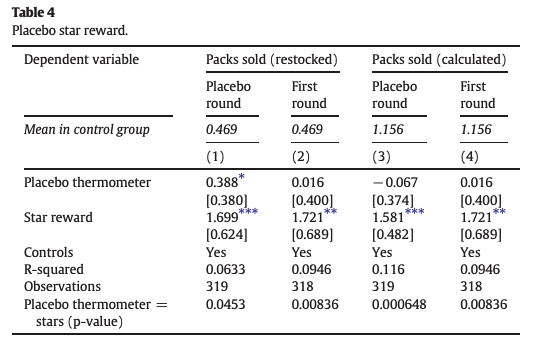 Table 4
Placebo star reward.
Dependent variable Packs sold (restocked) Packs sold (calculated)
Placebo round First round Placebo round First round
Mean in control group 0.469 0.469 1.156 1.156
(1) (2) (3) (4)
Placebo thermometer 0.388* 0.016 −0.067 0.016
[0.380] [0.400] [0.374] [0.400]
Star reward 1.699*** 1.721** 1.581*** 1.721**
[0.624] [0.689] [0.482] [0.689]
Controls Yes Yes Yes Yes
R-squared 0.0633 0.0946 0.116 0.0946
Observations 319 318 319 318
Placebo thermometer = 0.0453 0.00836 0.000648 0.00836
stars (p-value)